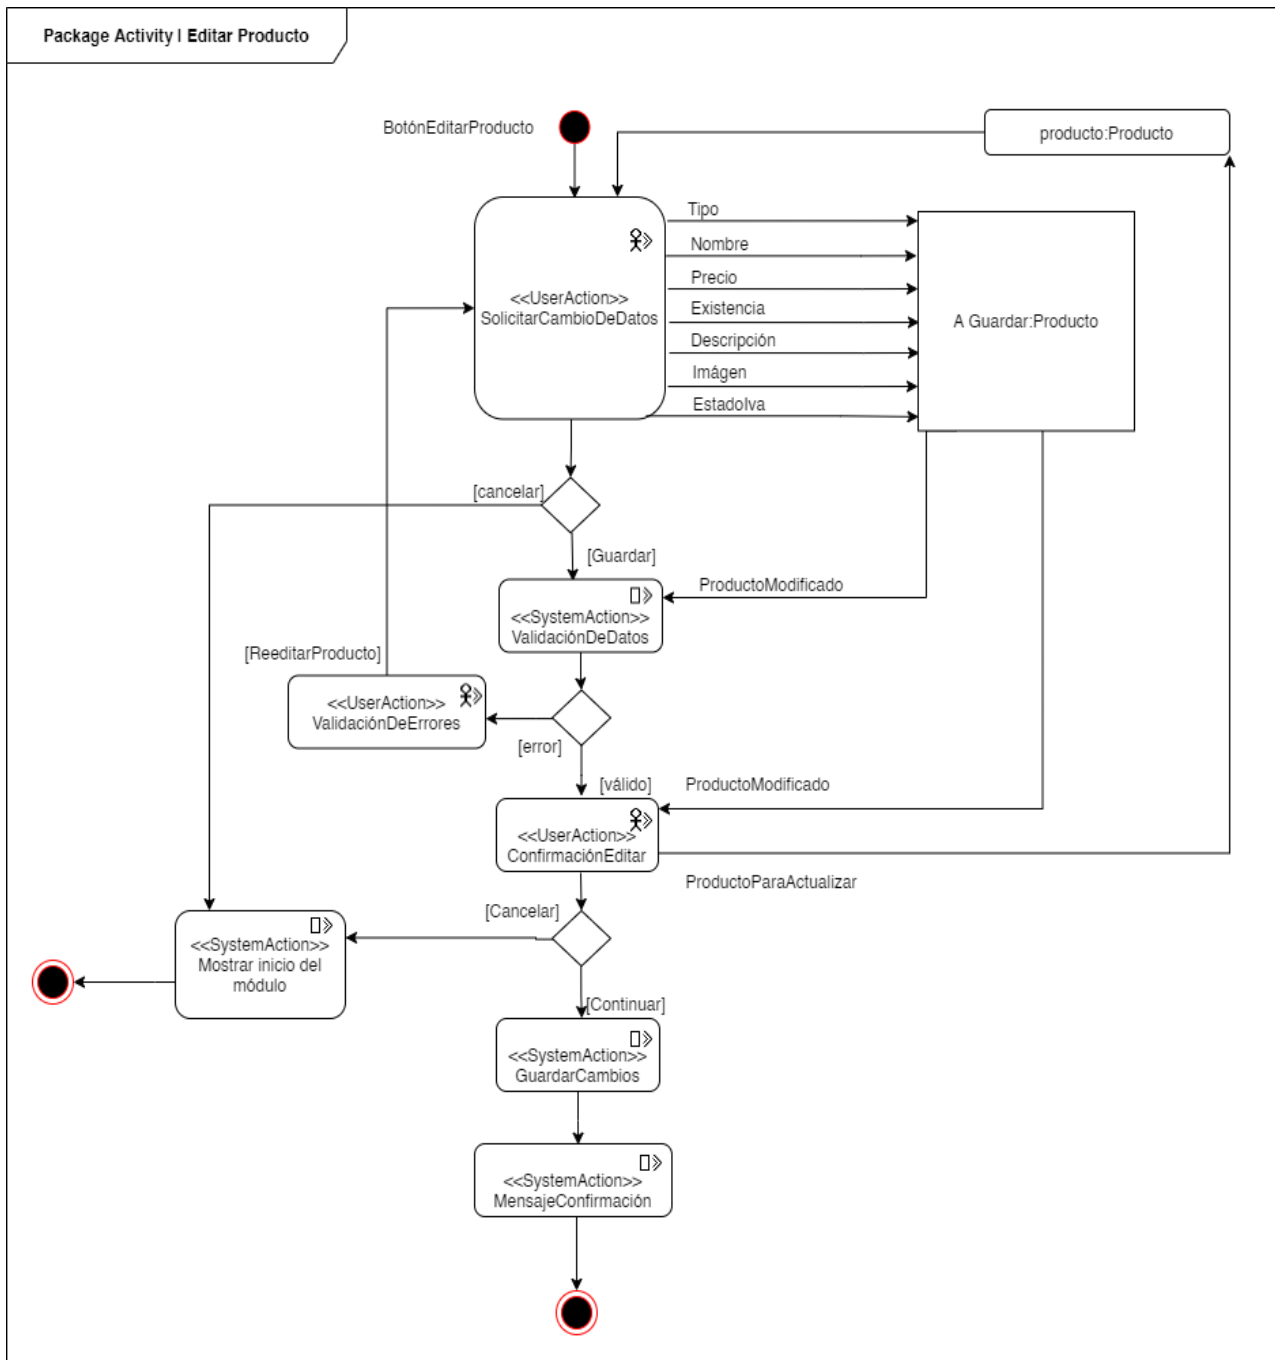 Package Activity | Editar Producto
BotónEditarProducto
producto:Producto
Tipo
Nombre
Precio
Existencia
Descripción
Imágen
EstadoIva
<<UserAction>>
SolicitarCambioDeDatos
A Guardar:Producto
[cancelar]
[Guardar]
<<SystemAction>>
ValidaciónDeDatos
ProductoModificado
[ReeditarProducto]
<<UserAction>>
ValidaciónDeErrores
[error]
[válido]
ProductoModificado
<<UserAction>>
ConfirmaciónEditar
ProductoParaActualizar
[Cancelar]
<<SystemAction>>
Mostrar inicio del
módulo
[Continuar]
<<SystemAction>>
GuardarCambios
<<SystemAction>>
MensajeConfirmación